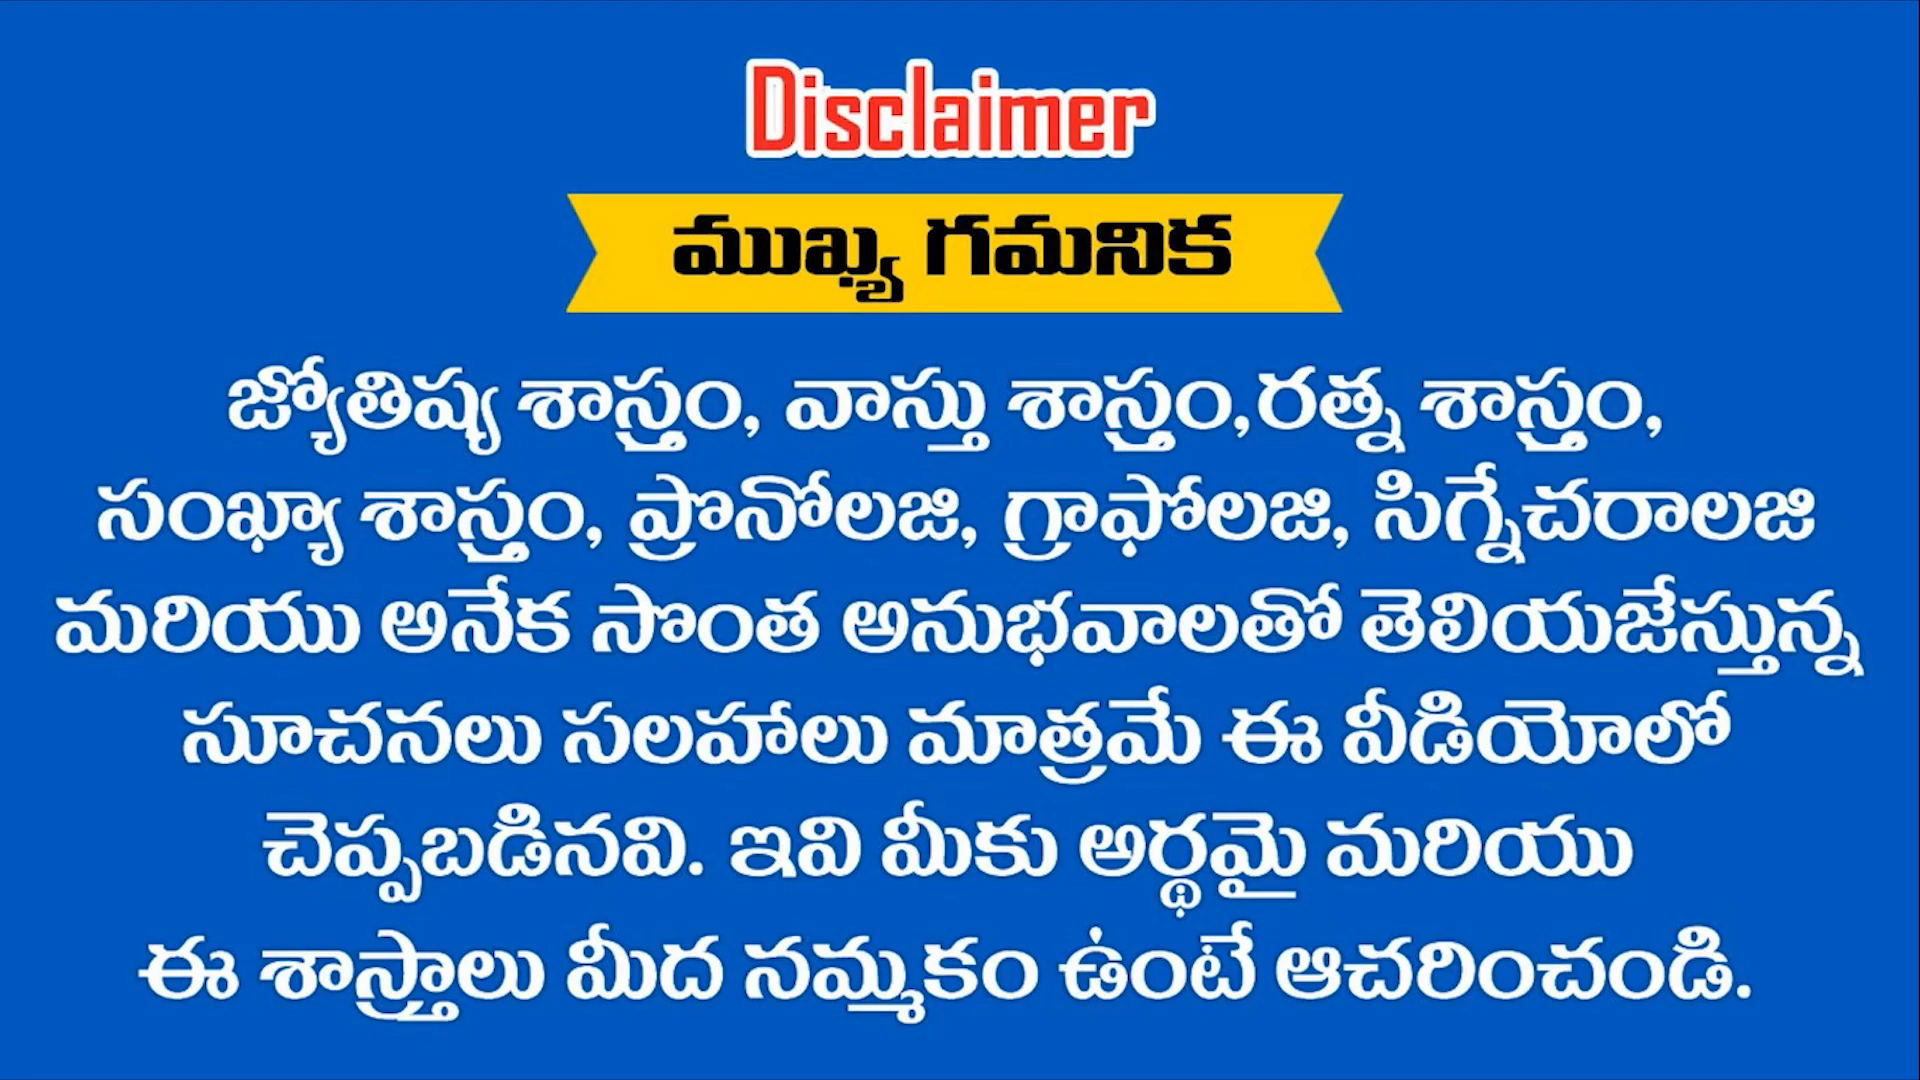 Disclaimer
ముఖ్య గమనిక
జ్యోతిష్య శాస్త్రం, వాస్తు శాస్త్రం,రత్న శాస్త్రం,
సంఖ్యా శాస్త్రం, ప్రొనోలజి, గ్రాఫోలజి, సిగ్నేచరాలజి
మరియు అనేక సొంత అనుభవాలతో తెలియజేస్తున్న
సూచనలు సలహాలు మాత్రమే ఈ వీడియోలో
చెప్పబడినవి. ఇవి మీకు అర్థమై మరియు
ఈ శాస్త్రాలు మీద నమ్మకం ఉంటే ఆచరించండి.